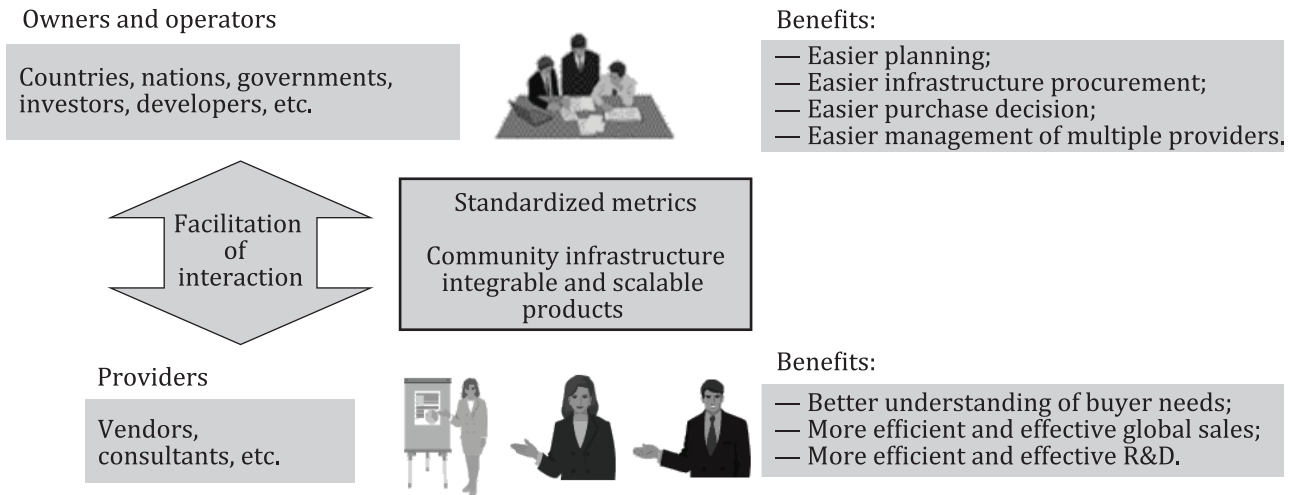 Owners and operators
Countries, nations, governments,
investors, developers, etc.
Benefits:
— Easier planning;
— Easier infrastructure procurement;
— Easier purchase decision;
— Easier management of multiple providers.
Facilitation
of
interaction
Standardized metrics
Community infrastructure
integrable and scalable
products
Providers
Vendors,
consultants, etc.
Benefits:
— Better understanding of buyer needs;
— More efficient and effective global sales;
— More efficient and effective R&D.